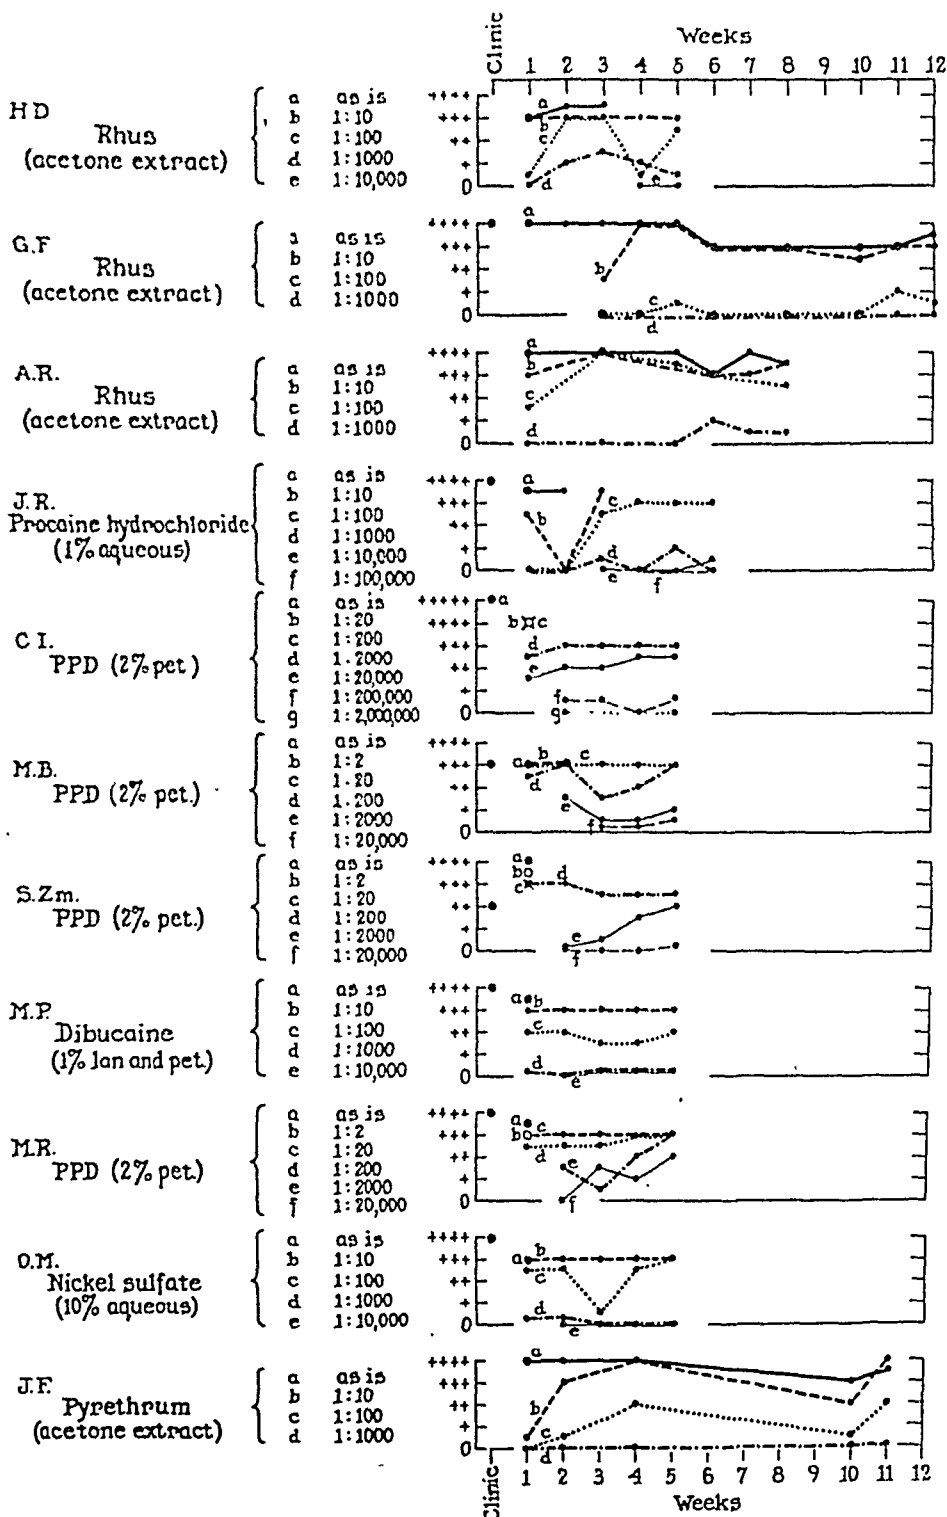 Clinic
Weeks
1 2 3 4 5 6 7 8 9 10 11 12
H D
Rhus
(acetone extract)
a as is
b 1:10
c 1:100
d 1:1000
e 1:10,000
++++
+++
+
0
a
b
c
d
e
G.F
Rhus
(acetone extract)
a as is
b 1:10
c 1:100
d 1:1000
++++
+++
++
+
0
a
b
c
d
A.R.
Rhus
(acetone extract)
a as is
b 1:10
c 1:100
d 1:1000
++++
+++
+
0
a
b
c
d
J.R.
Procaine hydrochloride
(1% aqueous)
a as is
b 1:10
c 1:100
d 1:1000
e 1:10,000
f 1:100,000
++++
++
+
0
a
b
c
d
e
f
C I.
PPD (2% pet.)
a as is
b 1:20
c 1:200
d 1:2000
e 1:20,000
f 1:200,000
g 1:2,000,000
+++++
++++
+++
++
+
0
a
b c
d
e
f
g
M.B.
PPD (2% pet.)
a as is
b 1:2
c 1:20
d 1:200
e 1:2000
f 1:20,000
++++
+++
++
+
0
a b c
d
e
f
S.Zm.
PPD (2% pet.)
a as is
b 1:2
c 1:20
d 1:200
e 1:2000
f 1:20,000
++++
+++
++
+
0
a
b
c
d
e
f
M.P.
Dibucaine
(1% lan and pet.)
a as is
b 1:10
c 1:100
d 1:1000
e 1:10,000
++++
+++
++
+
0
a b
c
d
e
M.R.
PPD (2% pet.)
a as is
b 1:2
c 1:20
d 1:200
e 1:2000
f 1:20,000
++++
+++
++
+
0
a
b c
d
e
f
O.M.
Nickel sulfate
(10% aqueous)
a as is
b 1:10
c 1:100
d 1:1000
e 1:10,000
++++
+++
++
+
0
a b
c
d
e
J.F.
Pyrethrum
(acetone extract)
a as is
b 1:10
c 1:100
d 1:1000
++++
+++
++
+
0
a
b
c
d
Clinic
1 2 3 4 5 6 7 8 9 10 11 12
Weeks